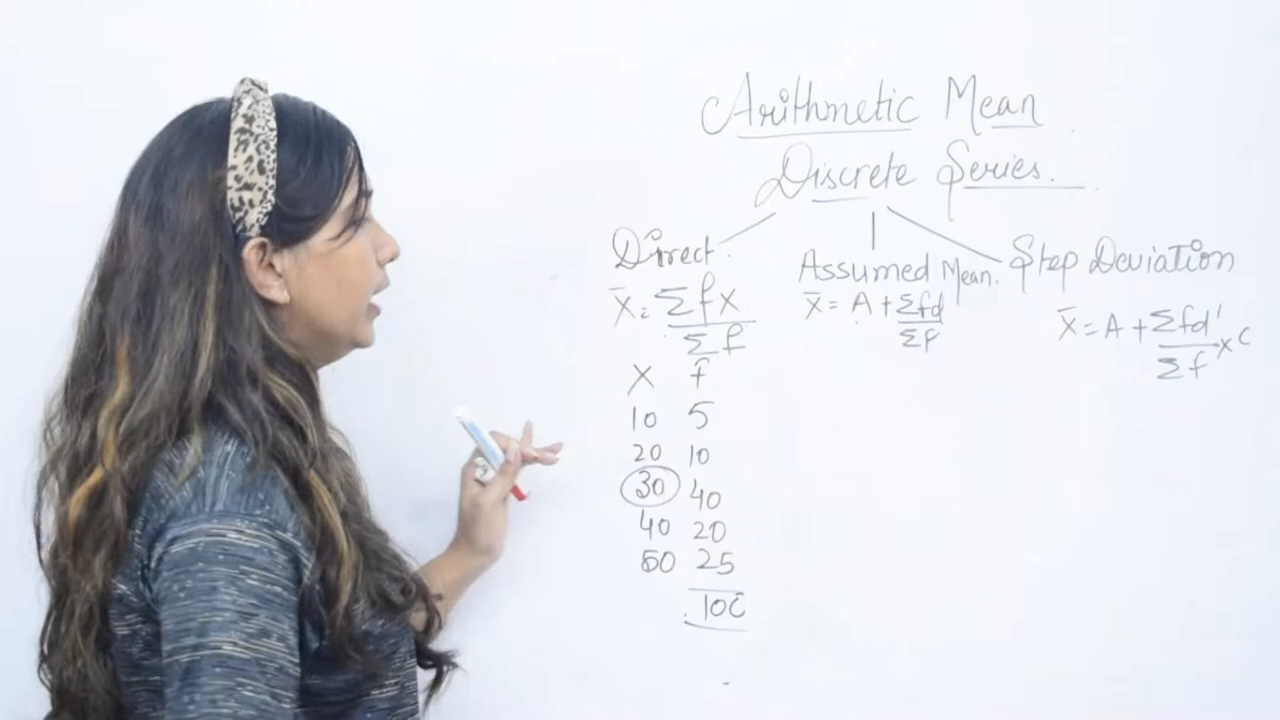 Arithmetic Mean
Discrete Series.
Direct.
X̄ = ΣfX / Σf
Assumed Mean.
X̄ = A + Σfd / Σf
Step Deviation
X̄ = A + Σfd' / Σf × C
X f
10 5
20 10
30 40
40 20
50 25
100